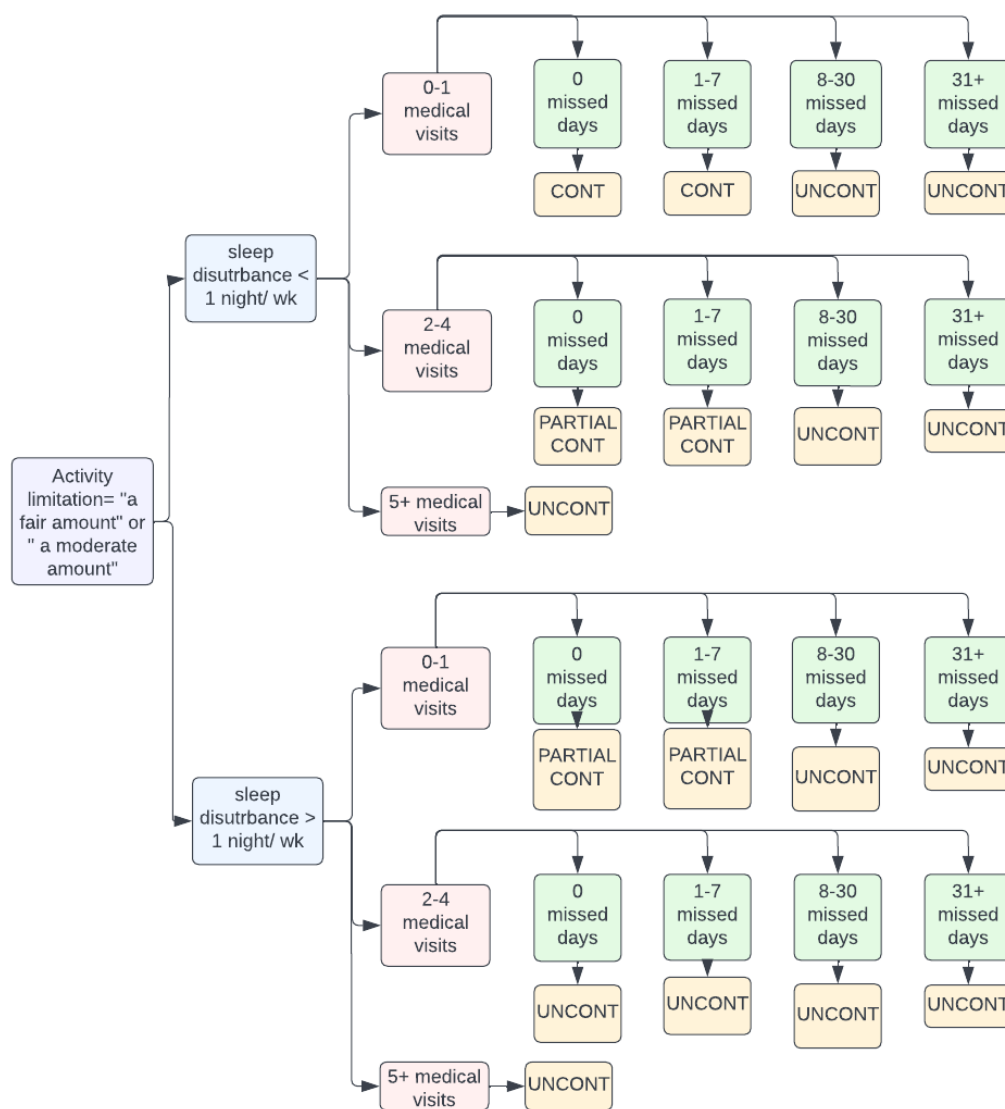 0-1
medical
visits
0
missed
days
1-7
missed
days
8-30
missed
days
31+
missed
days
CONT
CONT
UNCONT
UNCONT
sleep
disutrbance <
1 night/ wk
2-4
medical
visits
0
missed
days
1-7
missed
days
8-30
missed
days
31+
missed
days
PARTIAL
CONT
PARTIAL
CONT
UNCONT
UNCONT
Activity
limitation= "a
fair amount" or
" a moderate
amount"
5+ medical
visits
UNCONT
0-1
medical
visits
0
missed
days
1-7
missed
days
8-30
missed
days
31+
missed
days
PARTIAL
CONT
PARTIAL
CONT
UNCONT
UNCONT
sleep
disutrbance >
1 night/ wk
2-4
medical
visits
0
missed
days
1-7
missed
days
8-30
missed
days
31+
missed
days
UNCONT
UNCONT
UNCONT
UNCONT
5+ medical
visits
UNCONT